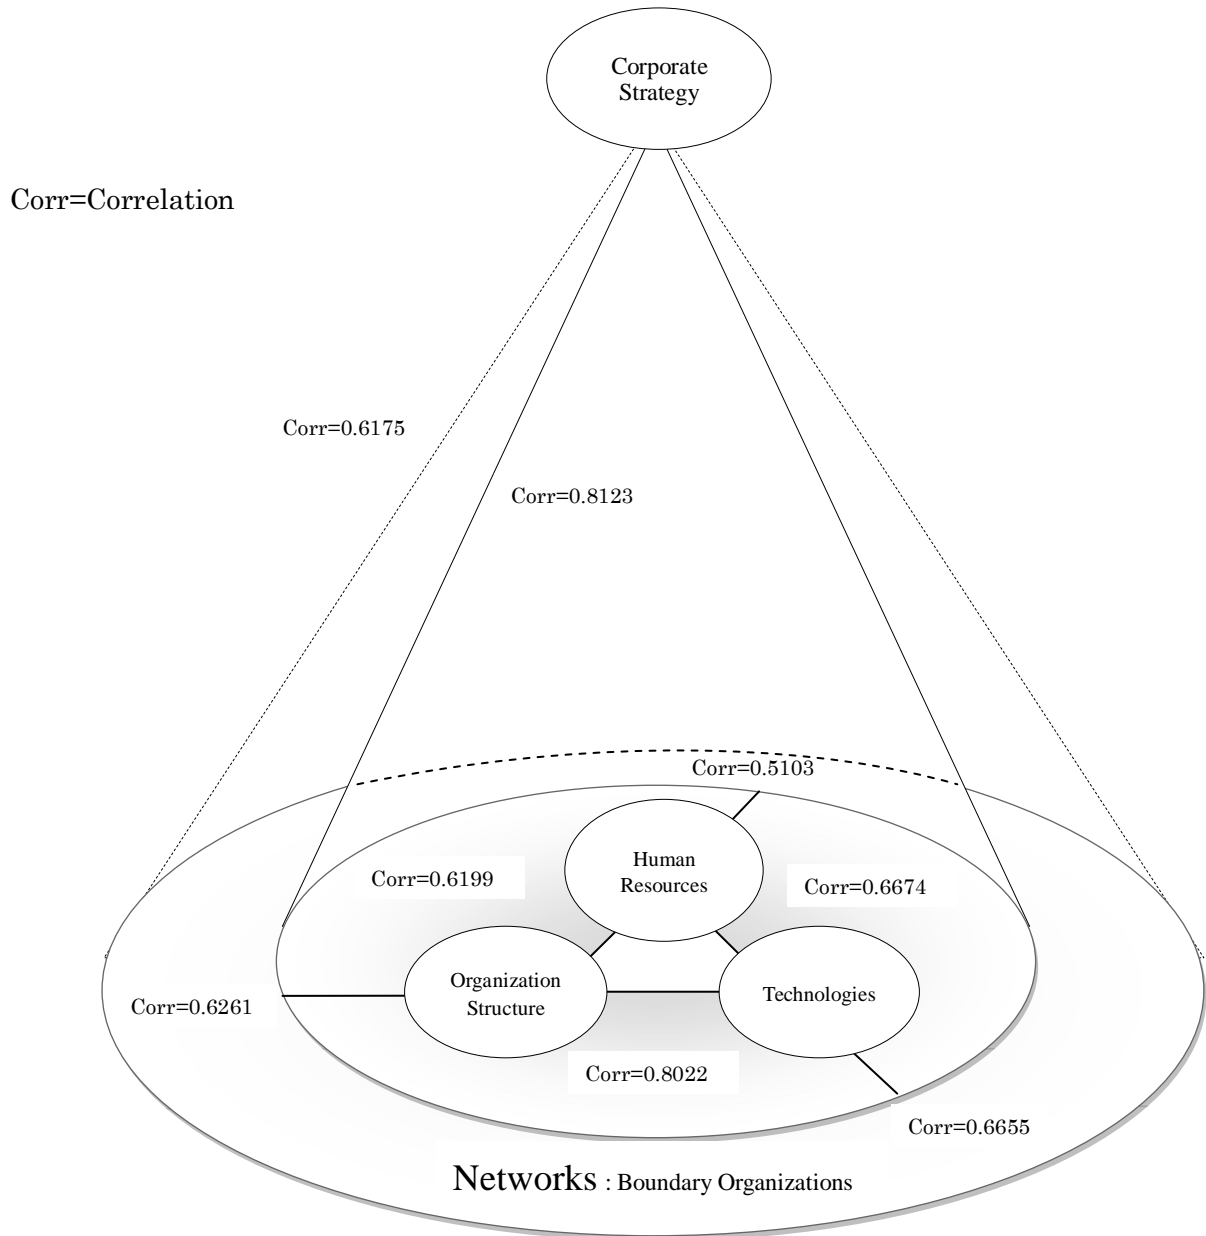 Corporate
Strategy
Corr=Correlation
Corr=0.6175
Corr=0.8123
Corr=0.5103
Human
Resources
Corr=0.6199
Corr=0.6674
Organization
Structure
Technologies
Corr=0.6261
Corr=0.8022
Corr=0.6655
Networks : Boundary Organizations